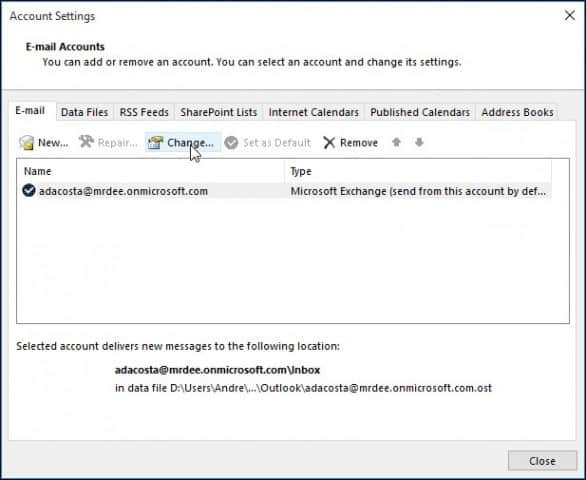 Account Settings
E-mail Accounts
You can add or remove an account. You can select an account and change its settings.
E-mail Data Files RSS Feeds SharePoint Lists Internet Calendars Published Calendars Address Books
New... Repair... Change... Set as Default Remove
Name Type
adacosta@mrdee.onmicrosoft.com Microsoft Exchange (send from this account by def...
Selected account delivers new messages to the following location:
adacosta@mrdee.onmicrosoft.com\Inbox
in data file D:\Users\Andre\...\Outlook\adacosta@mrdee.onmicrosoft.com.ost
Close